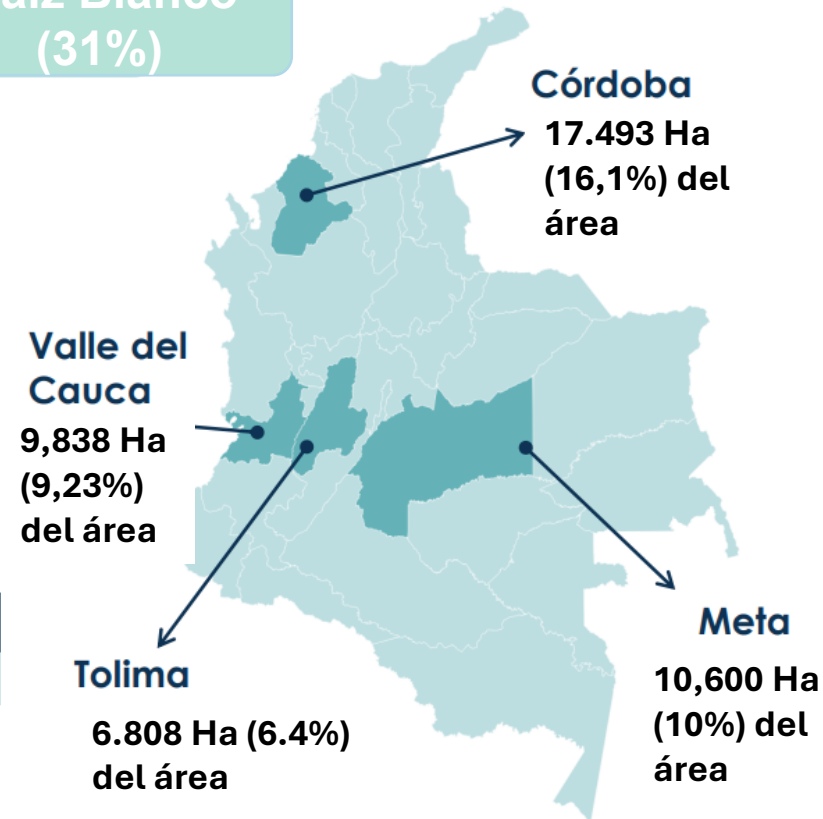 (31%)
Córdoba
17.493 Ha
(16,1%) del
área
Valle del
Cauca
9,838 Ha
(9,23%)
del área
Tolima
6.808 Ha (6.4%)
del área
Meta
10,600 Ha
(10%) del
área